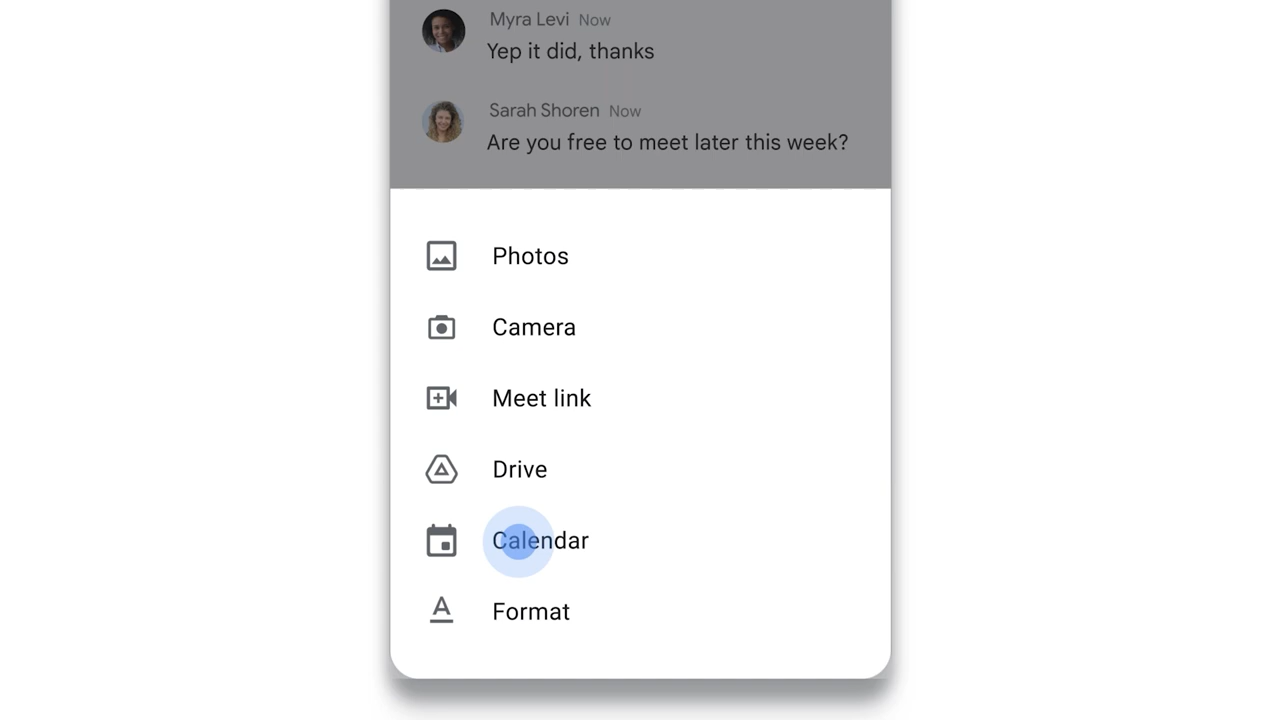 Myra Levi Now
Yep it did, thanks
Sarah Shoren Now
Are you free to meet later this week?
Photos
Camera
Meet link
Drive
Calendar
Format